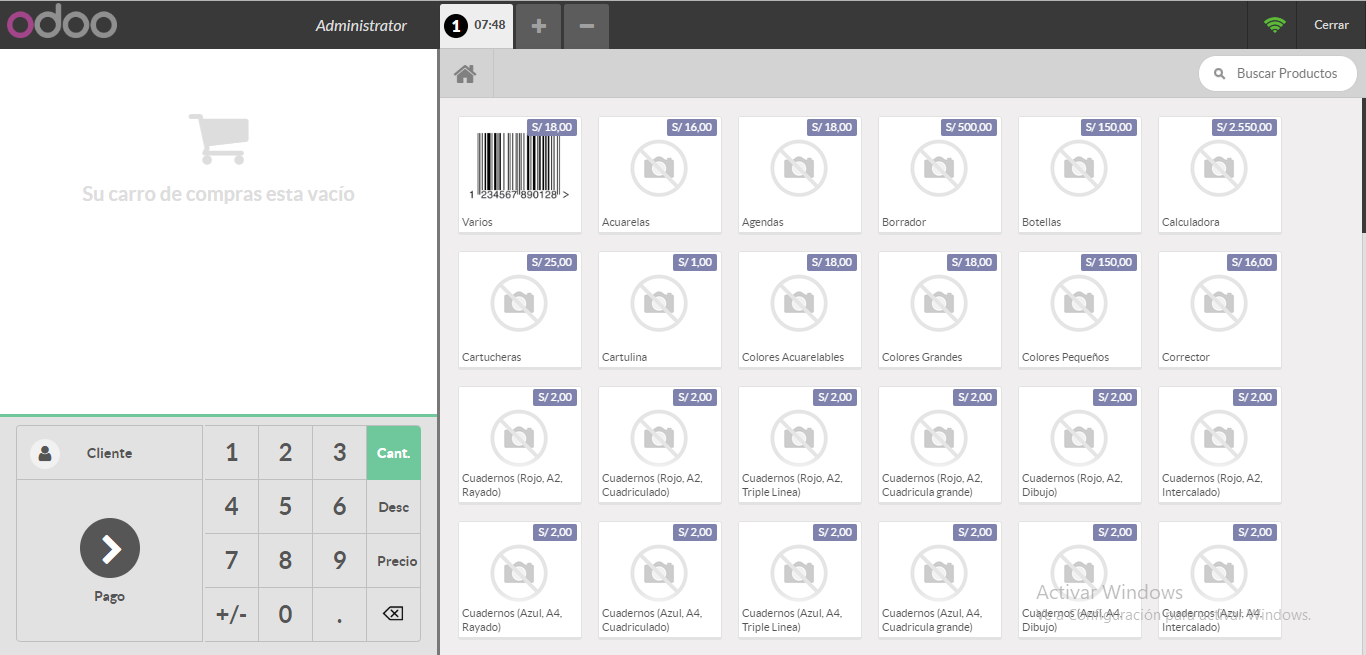 odoo
Administrator
1 07:48
+
−
Cerrar
Buscar Productos
Su carro de compras esta vacío
S/ 18,00
1 234567 890128 >
Varios
S/ 16,00
Acuarelas
S/ 18,00
Agendas
S/ 500,00
Borrador
S/ 150,00
Botellas
S/ 2.550,00
Calculadora
S/ 25,00
Cartucheras
S/ 1,00
Cartulina
S/ 18,00
Colores Acuarelables
S/ 18,00
Colores Grandes
S/ 150,00
Colores Pequeños
S/ 16,00
Corrector
S/ 2,00
Cuadernos (Rojo, A2,
Rayado)
S/ 2,00
Cuadernos (Rojo, A2,
Cuadriculado)
S/ 2,00
Cuadernos (Rojo, A2,
Triple Linea)
S/ 2,00
Cuadernos (Rojo, A2,
Cuadricula grande)
S/ 2,00
Cuadernos (Rojo, A2,
Dibujo)
S/ 2,00
Cuadernos (Rojo, A2,
Intercalado)
S/ 2,00
Cuadernos (Azul, A4,
Rayado)
S/ 2,00
Cuadernos (Azul, A4,
Cuadriculado)
S/ 2,00
Cuadernos (Azul, A4,
Triple Linea)
S/ 2,00
Cuadernos (Azul, A4,
Cuadricula grande)
S/ 2,00
Cuadernos (Azul, A4,
Dibujo)
S/ 2,00
Cuadernos (Azul, A4,
Intercalado)
Activar Windows
Ve a Configuración para activar Windows.
Cliente
1 2 3 Cant.
4 5 6 Desc
7 8 9 Precio
+/- 0 .
Pago